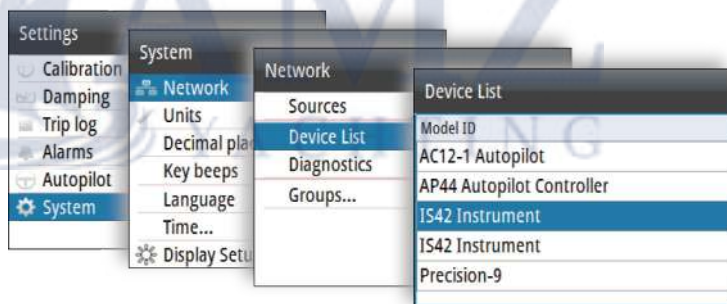 Settings
Calibration
Damping
Trip log
Alarms
Autopilot
System
System
Network
Units
Decimal plac
Key beeps
Language
Time...
Display Setu
Network
Sources
Device List
Diagnostics
Groups...
Device List
Model ID
AC12-1 Autopilot
AP44 Autopilot Controller
IS42 Instrument
IS42 Instrument
Precision-9
YACHTING